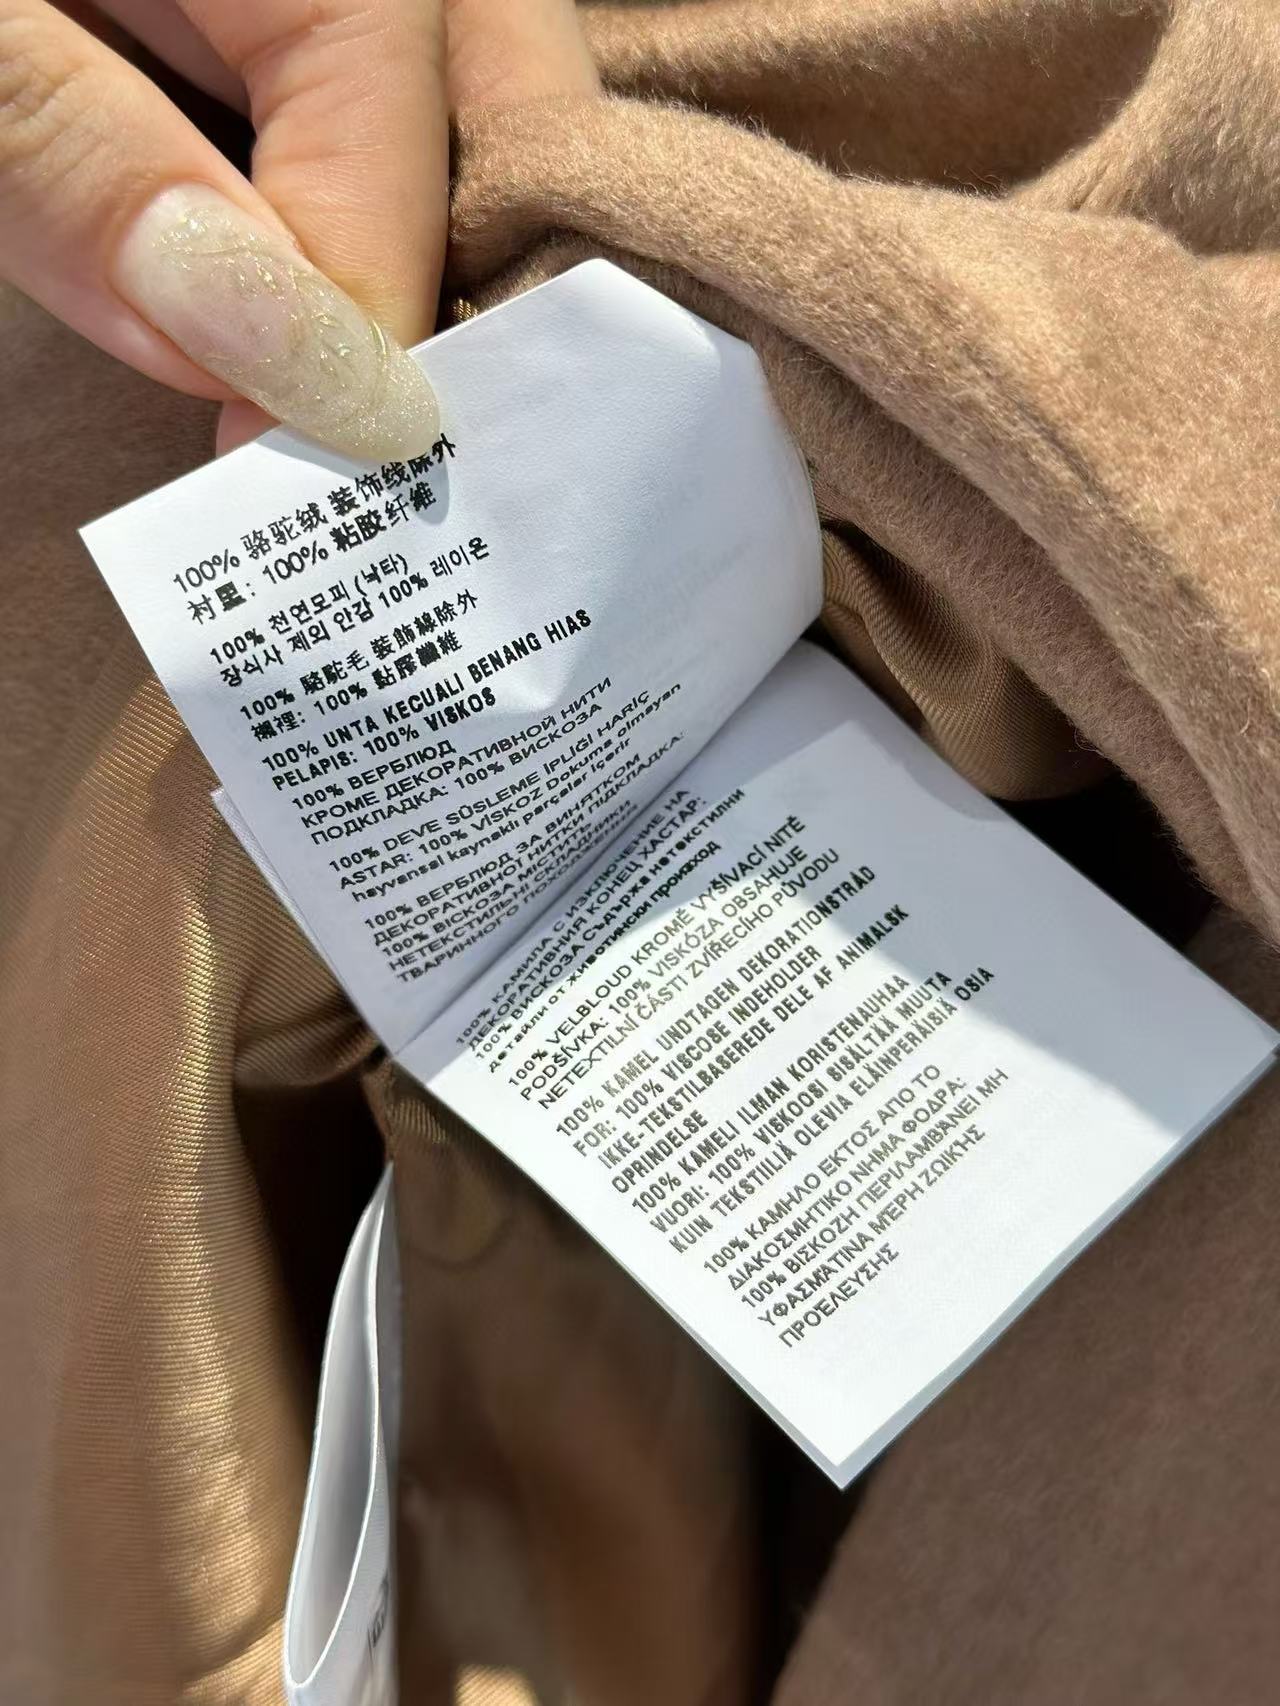 100% 骆驼绒 装饰线除外
衬里: 100% 粘胶纤维
100% 천연모피 (낙타)
장식사 제외 안감 100% 레이온
100% 駱駝毛 裝飾線除外
襯裡: 100% 黏膠纖維
100% UNTA KECUALI BENANG HIAS
PELAPIS: 100% VISKOS
100% ВЕРБЛЮД
КРОМЕ ДЕКОРАТИВНОЙ НИТИ
ПОДКЛАДКА: 100% ВИСКОЗА
100% DEVE SÜSLEME IPLIĞI HARIÇ
ASTAR: 100% VISKOZ Dokuma olmayan
hayvansal kaynaklı parçalar içerir
100% ВЕРБЛЮД ЗА ВИНЯТКОМ
ДЕКОРАТИВНОІ НИТКИ ПІДКЛАДКА:
100% ВІСКОЗА МІСТИТЬ
НЕТЕКСТИЛЬНІ СКЛАДНИКИ
ТВАРИННОГО ПОХОДЖЕННЯ
100% КАМИЛА С ИЗКЛЮЧЕНИЕ НА
ДЕКОРАТИВНИЯ КОНЕЦ ХАСТАР:
100% ВИСКОЗА Съдържа нетекстилни
детайли от животински произход
100% VELBLOUD KROMĚ VYŠÍVACÍ NITĚ
PODŠÍVKA: 100% VISKÓZA OBSAHUJE
NETEXTILNÍ ČÁSTI ZVÍŘECÍHO PŮVODU
100% KAMEL UNDTAGEN DEKORATIONSTRÅD
FOR: 100% VISCOSE INDEHOLDER
IKKE-TEKSTILBASEREDE DELE AF ANIMALSK
OPRINDELSE
100% KAMELI ILMAN KORISTENAUHAA
VUORI: 100% VISKOOSI SISÄLTÄÄ MUUTA
KUIN TEKSTIILIÄ OLEVIA ELÄINPERÄISIÄ OSIA
100% ΚΑΜΗΛΟ ΕΚΤΟΣ ΑΠΟ ΤΟ
ΔΙΑΚΟΣΜΗΤΙΚΟ ΝΗΜΑ ΦΟΔΡΑ:
100% ΒΙΣΚΟΖΗ ΠΕΡΙΛΑΜΒΆΝΕΙ ΜΗ
ΥΦΑΣΜΆΤΙΝΑ ΜΈΡΗ ΖΩΙΚΉΣ
ΠΡΟΈΛΕΥΣΗΣ